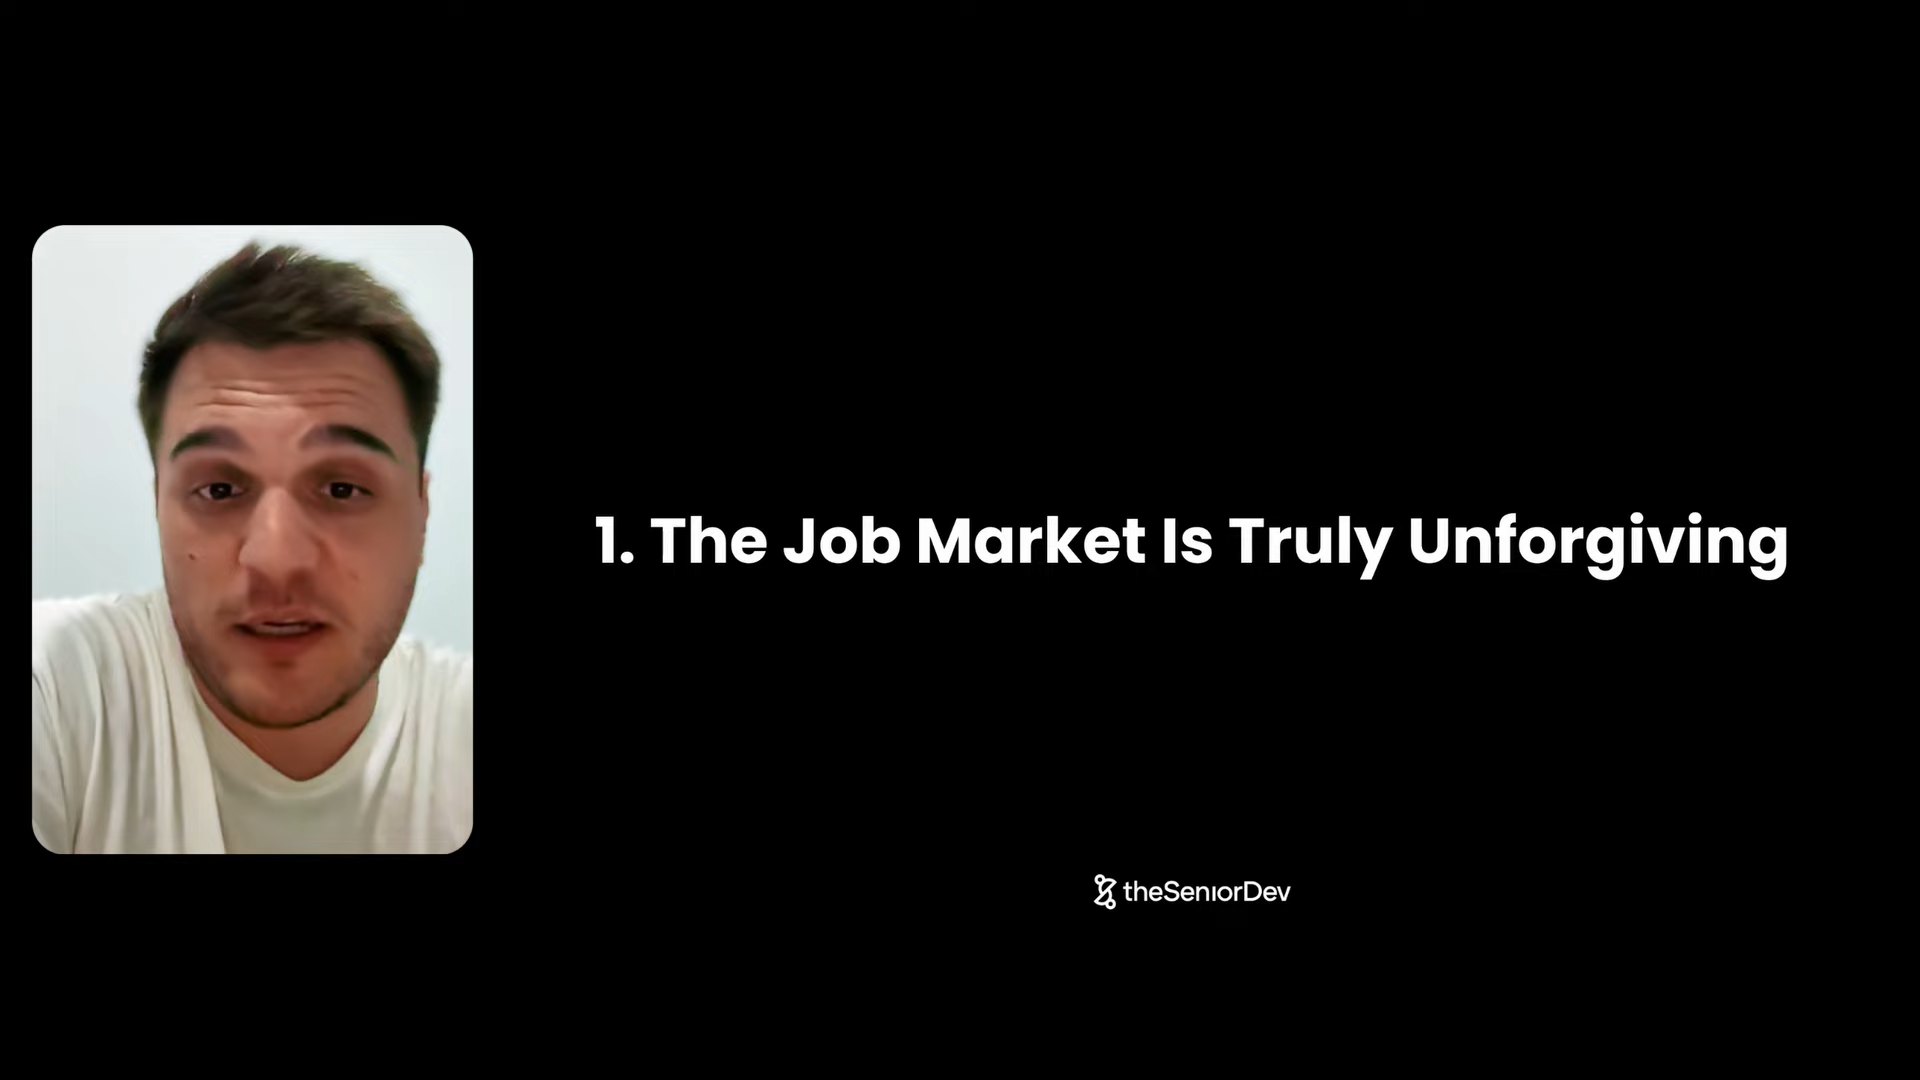 1. The Job Market Is Truly Unforgiving
theSeniorDev